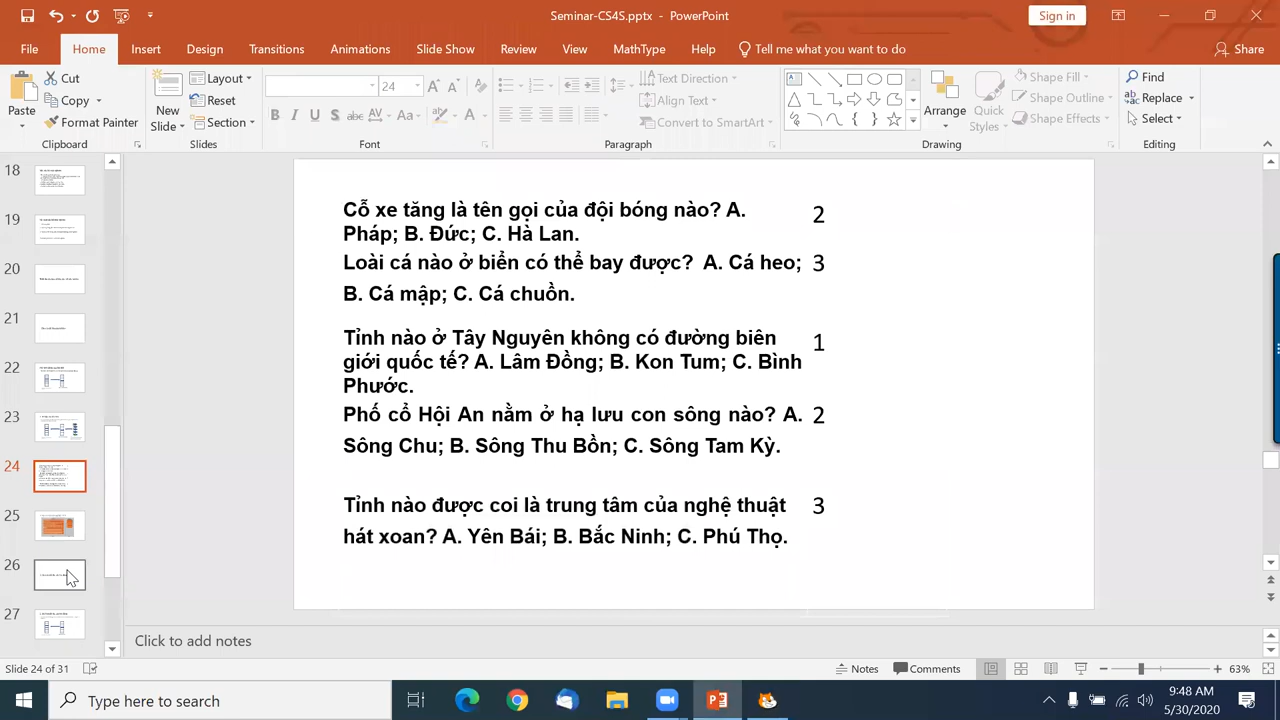 Seminar-CS4S.pptx - PowerPoint
Sign in
File Home Insert Design Transitions Animations Slide Show Review View MathType Help Tell me what you want to do Share
Cut
Copy
Format Painter
Paste
Clipboard
New
Slide
Layout
Reset
Section
Slides
24
Font
Text Direction
Align Text
Convert to SmartArt
Paragraph
Arrange
Quick
Styles
Shape Fill
Shape Outline
Shape Effects
Drawing
Find
Replace
Select
Editing
18
19
20
21
22
23
24
25
26
27
Cỗ xe tăng là tên gọi của đội bóng nào? A. 2
Pháp; B. Đức; C. Hà Lan.
Loài cá nào ở biển có thể bay được? A. Cá heo; 3
B. Cá mập; C. Cá chuồn.
Tỉnh nào ở Tây Nguyên không có đường biên 1
giới quốc tế? A. Lâm Đồng; B. Kon Tum; C. Bình
Phước.
Phố cổ Hội An nằm ở hạ lưu con sông nào? A. 2
Sông Chu; B. Sông Thu Bồn; C. Sông Tam Kỳ.
Tỉnh nào được coi là trung tâm của nghệ thuật 3
hát xoan? A. Yên Bái; B. Bắc Ninh; C. Phú Thọ.
Click to add notes
Slide 24 of 31
Notes
Comments
63%
Type here to search
9:48 AM
5/30/2020